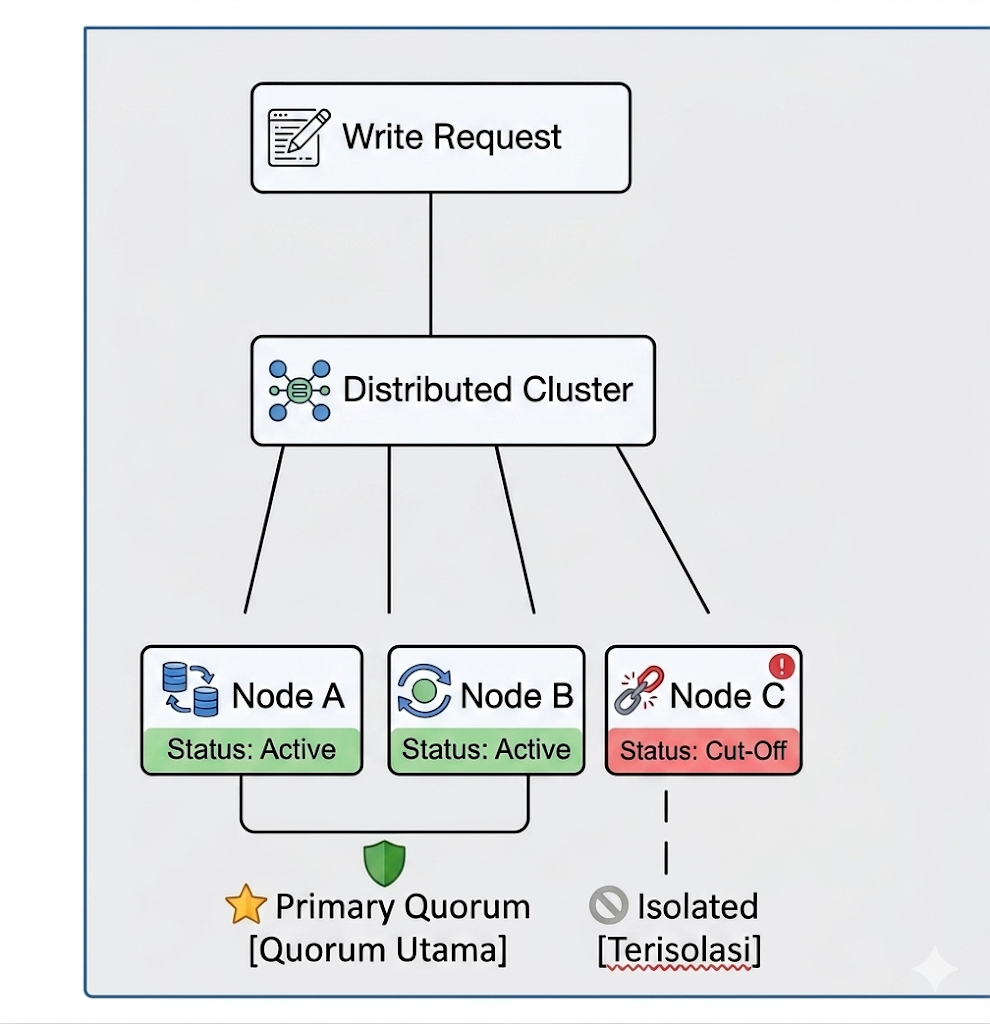 Write Request
Distributed Cluster
Node A
Status: Active
Node B
Status: Active
Node C
Status: Cut-Off
Primary Quorum
[Quorum Utama]
Isolated
[Terisolasi]